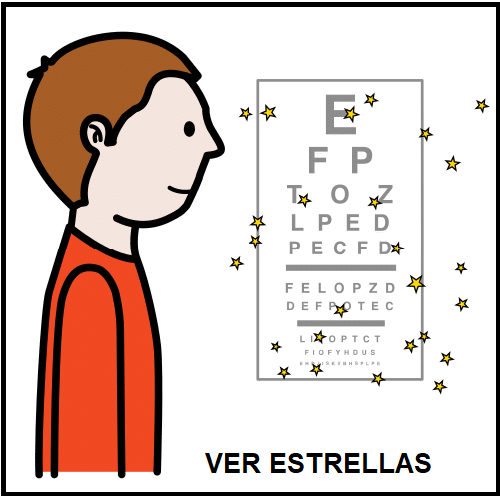 E
F P
T O Z
L P E D
P E C F D
F E L O P Z D
D E F P O T E C
F I O F Y H D U S
VER ESTRELLAS